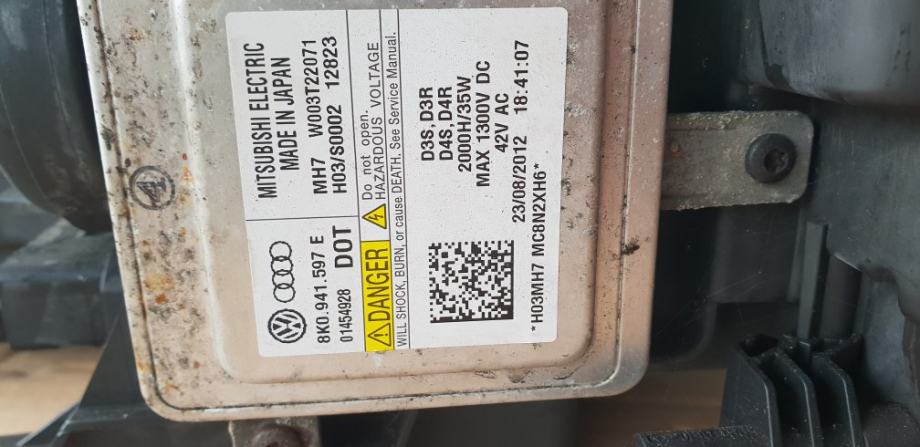 MITSUBISHI ELECTRIC
MADE IN JAPAN
MH7 W003T22071
H03/S0002 12823
8K0.941.597 E
01454928 DOT
DANGER
Do not open.
HAZARDOUS VOLTAGE
WILL SHOCK, BURN, or cause DEATH. See Service Manual.
D3S,D3R
D4S,D4R
2000H/35W
MAX 1300V DC
42V AC
23/08/2012 18:41:07
*H03MH7 MC8N2XH6*